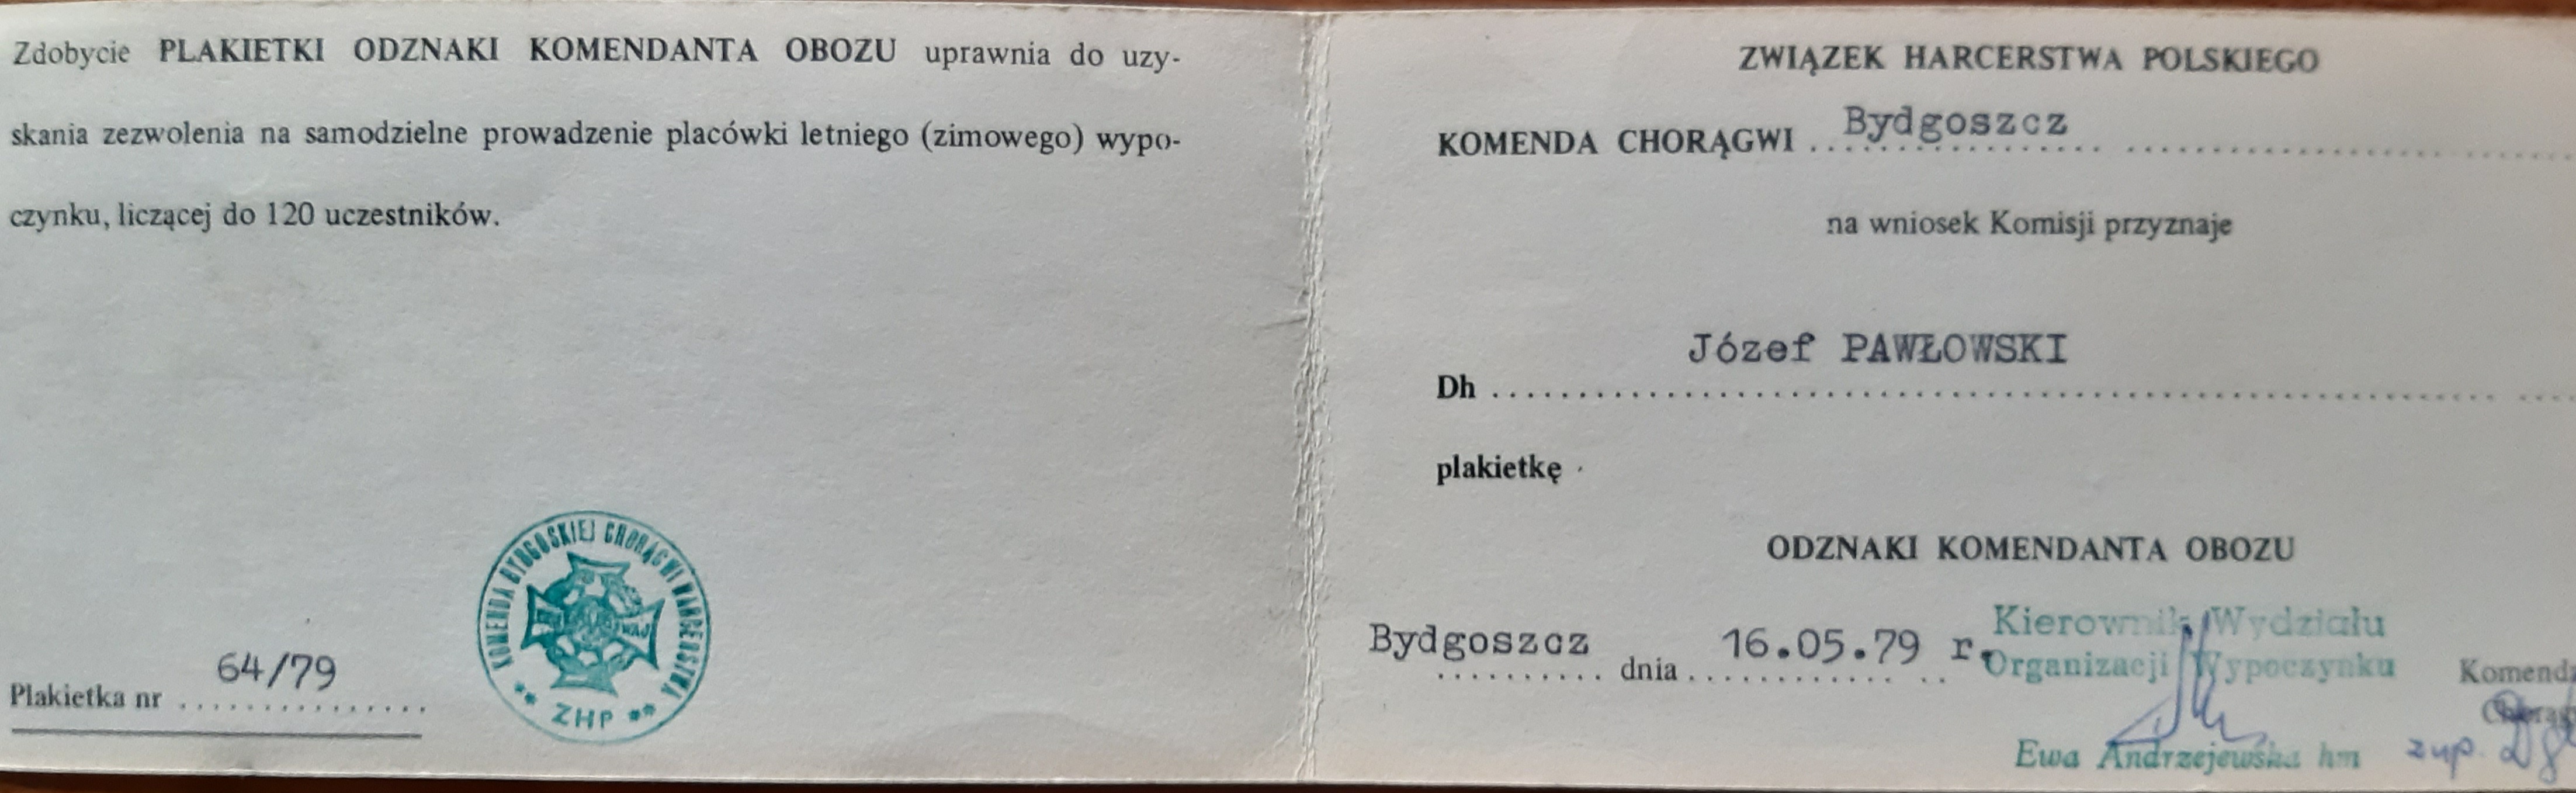 Zdobycie PLAKIETKI ODZNAKI KOMENDANTA OBOZU uprawnia do uzy-
skania zezwolenia na samodzielne prowadzenie placówki letniego (zimowego) wypo-
czynku, liczącej do 120 uczestników.
Plakietka nr 64/79
KOMENDA BYDGOSKIEJ CHORĄGWI HARCERSTWA
** ZHP **
ZWIĄZEK HARCERSTWA POLSKIEGO
KOMENDA CHORĄGWI Bydgoszcz
na wniosek Komisji przyznaje
Dh Józef PAWŁOWSKI
plakietkę
ODZNAKI KOMENDANTA OBOZU
Bydgoszcz dnia 16.05.79 r.
Kierownik Wydziału
Organizacji Wypoczynku
Ewa Andrzejewska hm
Komenda
zup.